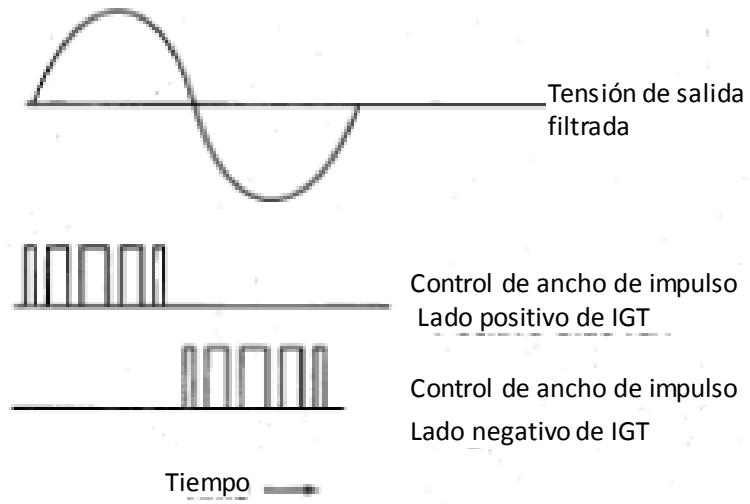 Tensión de salida
filtrada
Control de ancho de impulso
Lado positivo de IGT
Control de ancho de impulso
Lado negativo de IGT
Tiempo